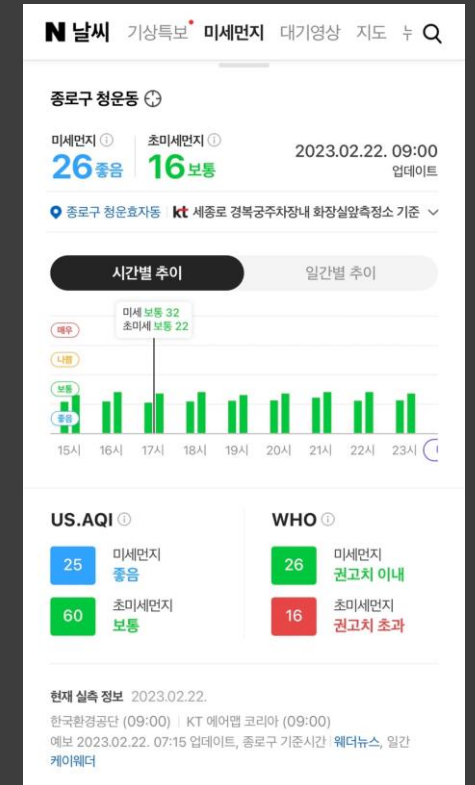 N 날씨 기상특보 미세먼지 대기영상 지도
종로구 청운동
미세먼지 초미세먼지
26 좋음 16 보통
2023.02.22. 09:00
업데이트
종로구 청운효자동 kt 세종로 경복궁주차장내 화장실앞측정소 기준
시간별 추이 일간별 추이
미세 보통 32
초미세 보통 22
매우
나쁨
보통
좋음
15시 16시 17시 18시 19시 20시 21시 22시 23시
US.AQI WHO
25 미세먼지 좋음
26 미세먼지 권고치 이내
60 초미세먼지 보통
16 초미세먼지 권고치 초과
현재 실측 정보 2023.02.22.
한국환경공단 (09:00) | KT 에어맵 코리아 (09:00)
예보 2023.02.22. 07:15 업데이트, 종로구 기준시간 | 웨더뉴스, 일간
케이웨더